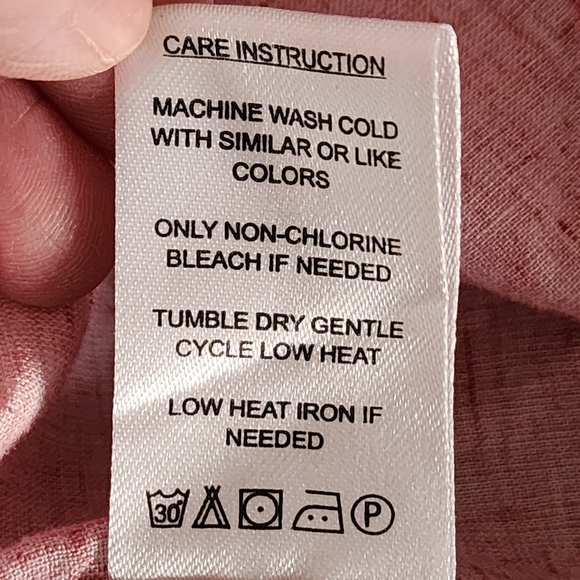 CARE INSTRUCTION
MACHINE WASH COLD
WITH SIMILAR OR LIKE
COLORS
ONLY NON-CHLORINE
BLEACH IF NEEDED
TUMBLE DRY GENTLE
CYCLE LOW HEAT
LOW HEAT IRON IF
NEEDED
30 P